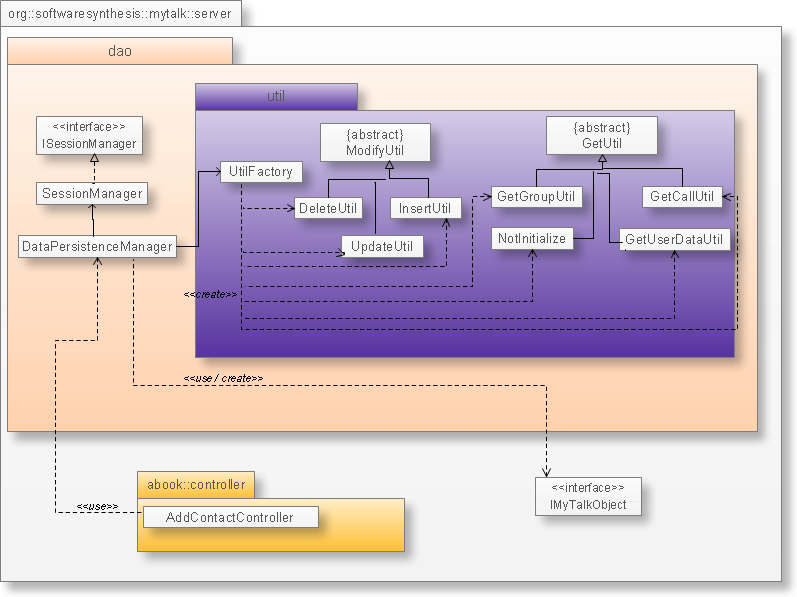 org::softwaresynthesis::mytalk::server
dao
util
<<interface>>
ISessionManager
{abstract}
ModifyUtil
{abstract}
GetUtil
SessionManager
UtilFactory
DeleteUtil
InsertUtil
GetGroupUtil
GetCallUtil
DataPersistenceManager
UpdateUtil
NotInitialize
GetUserDataUtil
<<create>>
<<use / create>>
abook::controller
<<interface>>
IMyTalkObject
<<use>>
AddContactController